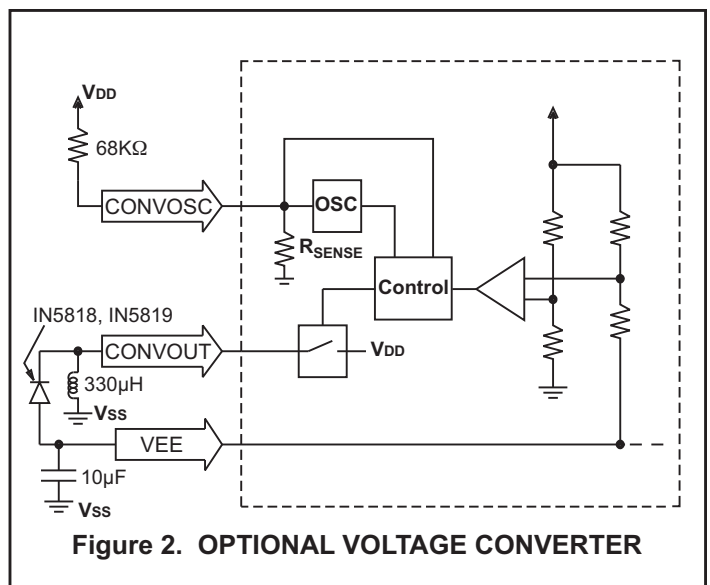 VDD
68KΩ
CONVOSC
OSC
RSENSE
Control
IN5818, IN5819
CONVOUT
VDD
330µH
VSS
VEE
10µF
VSS
Figure 2. OPTIONAL VOLTAGE CONVERTER